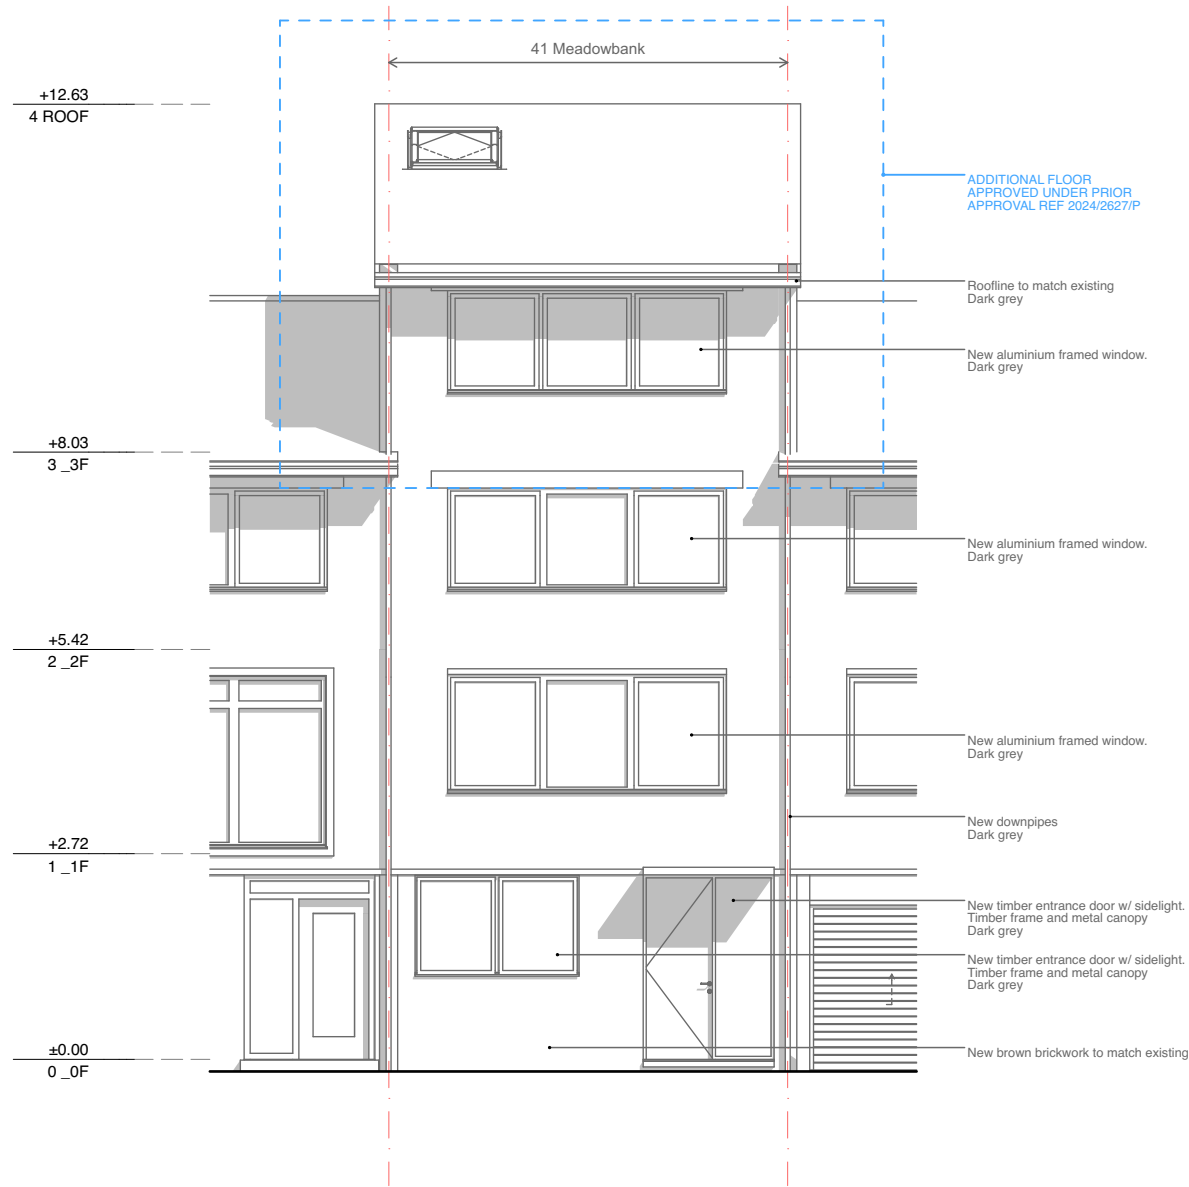 41 Meadowbank
+12.63
4 ROOF
ADDITIONAL FLOOR
APPROVED UNDER PRIOR
APPROVAL REF 2024/2627/P
Roofline to match existing
Dark grey
New aluminium framed window.
Dark grey
+8.03
3 _3F
New aluminium framed window.
Dark grey
+5.42
2 _2F
New aluminium framed window.
Dark grey
New downpipes
Dark grey
+2.72
1 _1F
New timber entrance door w/ sidelight.
Timber frame and metal canopy
Dark grey
New timber entrance door w/ sidelight.
Timber frame and metal canopy
Dark grey
±0.00
0 _0F
New brown brickwork to match existing